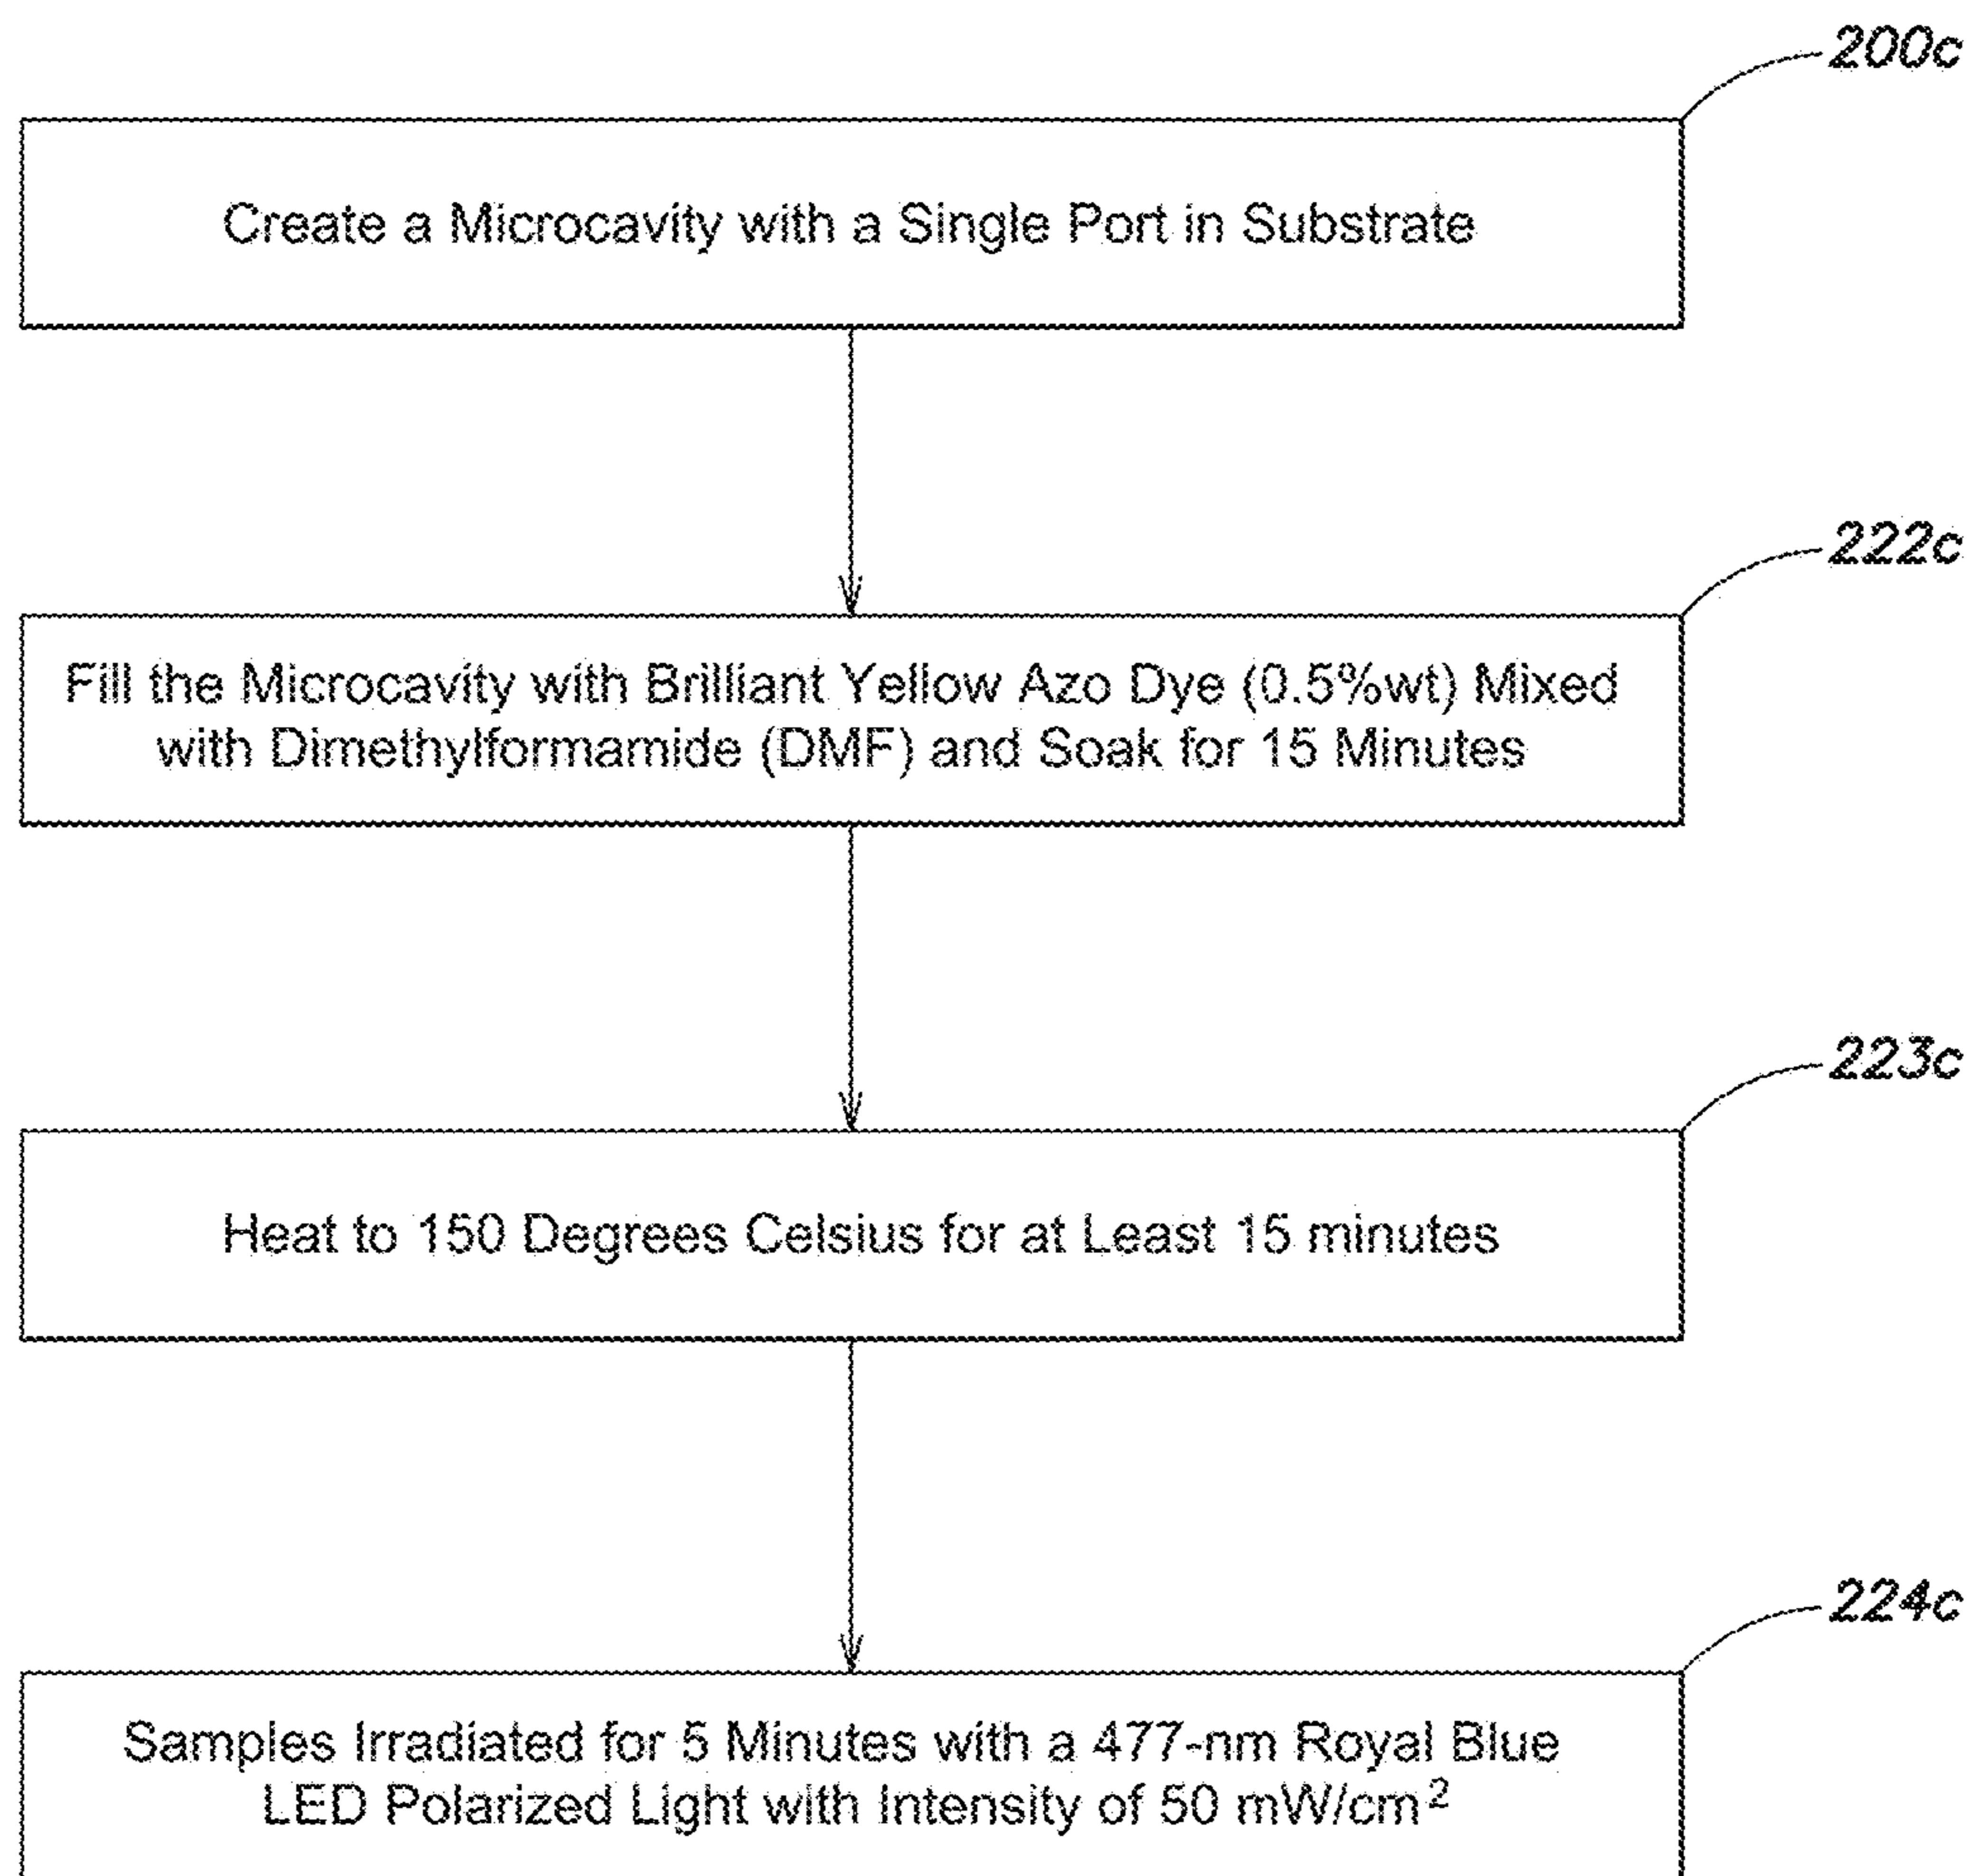 200c
Create a Microcavity with a Single Port in Substrate
222c
Fill the Microcavity with Brilliant Yellow Azo Dye (0.5%wt) Mixed
with Dimethylformamide (DMF) and Soak for 15 Minutes
223c
Heat to 150 Degrees Celsius for at Least 15 minutes
224c
Samples Irradiated for 5 Minutes with a 477-nm Royal Blue
LED Polarized Light with Intensity of 50 mW/cm²